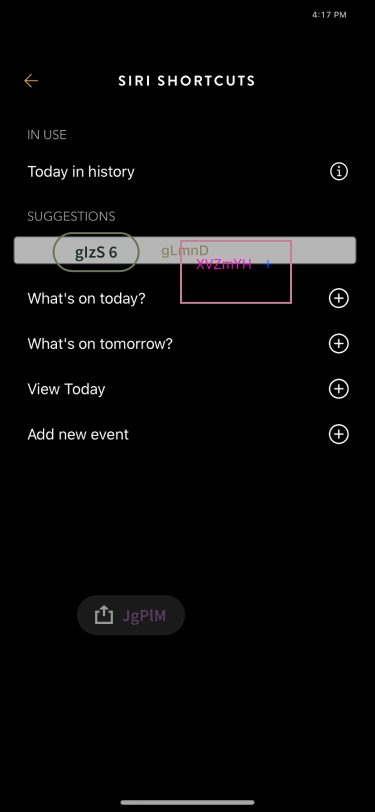 4:17 PM
SIRI SHORTCUTS
IN USE
Today in history
SUGGESTIONS
gIzS 6 gLmnD
XVZmYH +
What's on today?
What's on tomorrow?
View Today
Add new event
JgPlM